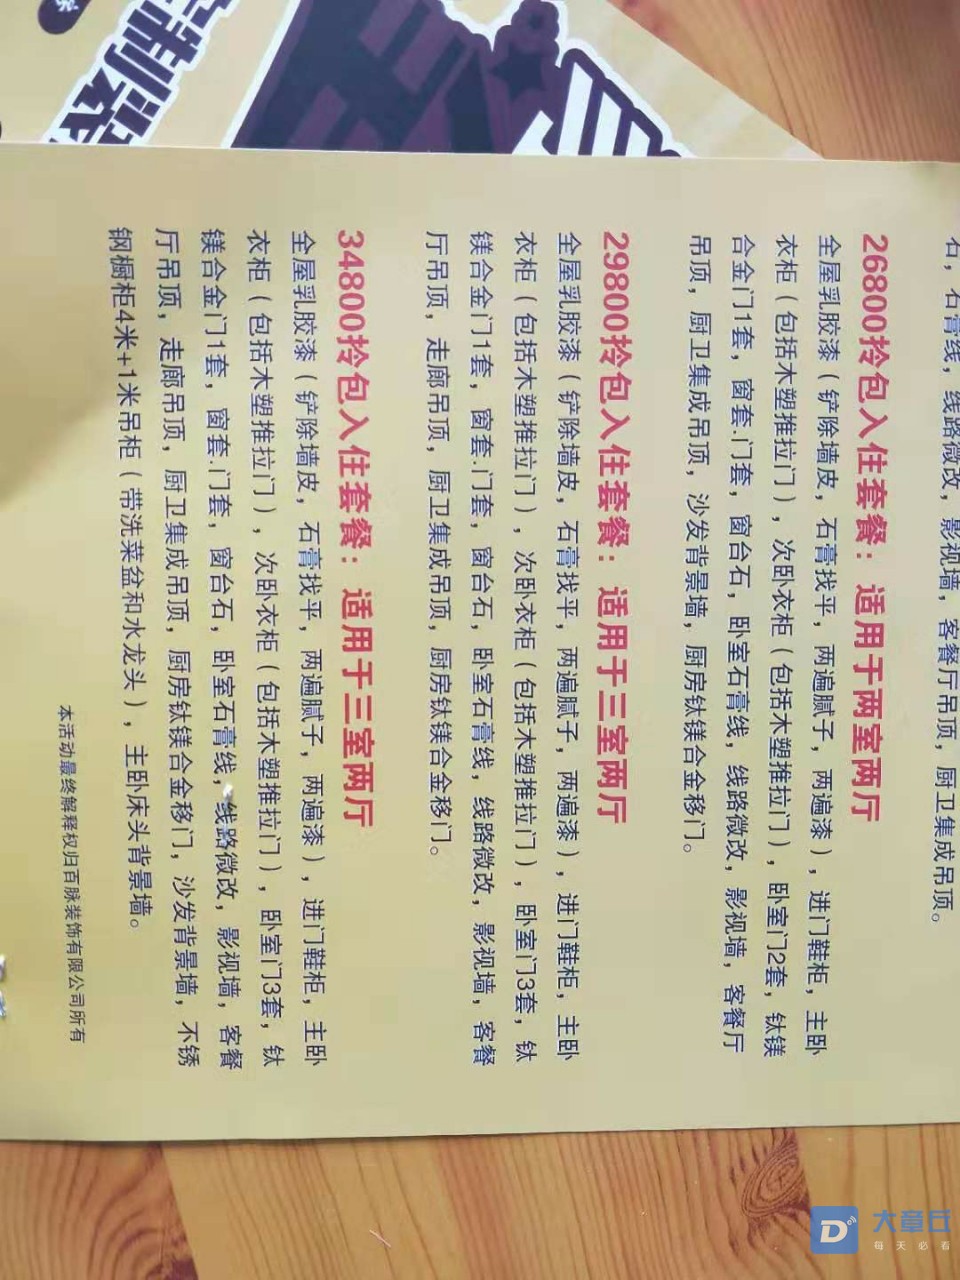 石，石膏线，线路微改，影视墙，客餐厅吊顶，厨卫集成吊顶。
26800拎包入住套餐：适用于两室两厅
全屋乳胶漆（铲除墙皮，石膏找平，两遍腻子，两遍漆），进门鞋柜，主卧
衣柜（包括木塑推拉门），次卧衣柜（包括木塑推拉门），卧室门2套，钛镁
合金门1套，窗套.门套，窗台石，卧室石膏线，线路微改，影视墙，客餐厅
吊顶，厨卫集成吊顶，沙发背景墙，厨房钛镁合金移门。
29800拎包入住套餐：适用于三室两厅
全屋乳胶漆（铲除墙皮，石膏找平，两遍腻子，两遍漆），进门鞋柜，主卧
衣柜（包括木塑推拉门），次卧衣柜（包括木塑推拉门），卧室门3套，钛
镁合金门1套，窗套.门套，窗台石，卧室石膏线，线路微改，影视墙，客餐
厅吊顶，走廊吊顶，厨卫集成吊顶，厨房钛镁合金移门。
34800拎包入住套餐：适用于三室两厅
全屋乳胶漆（铲除墙皮，石膏找平，两遍腻子，两遍漆），进门鞋柜，主卧
衣柜（包括木塑推拉门），次卧衣柜（包括木塑推拉门），卧室门3套，钛
镁合金门1套，窗套.门套，窗台石，卧室石膏线，线路微改，影视墙，客餐
厅吊顶，走廊吊顶，厨卫集成吊顶，厨房钛镁合金移门，沙发背景墙，不锈
钢橱柜4米+1米吊柜（带洗菜盆和水龙头），主卧床头背景墙。
本活动最终解释权归百脉装饰有限公司所有
大章丘
每天必看